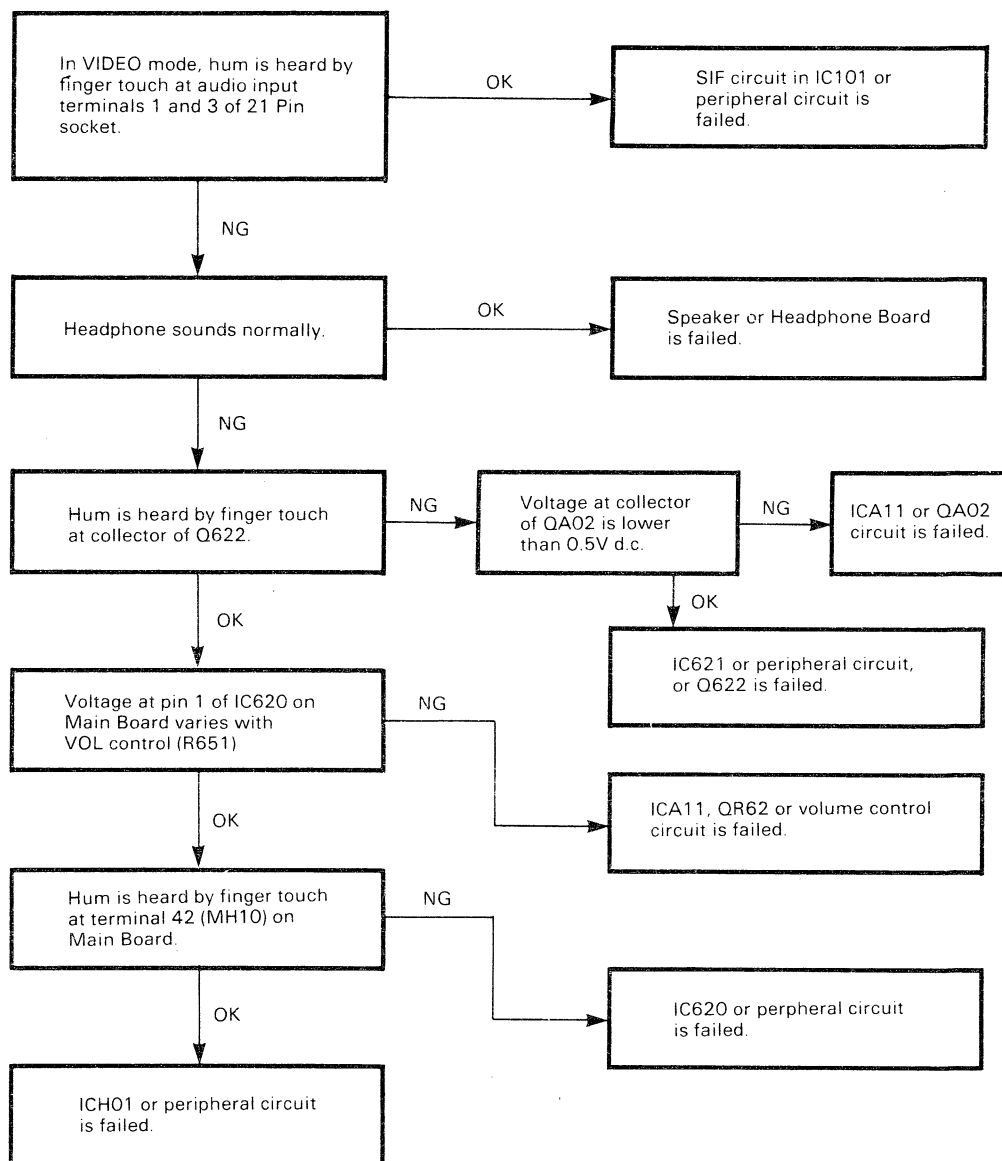 In VIDEO mode, hum is heard by
finger touch at audio input
terminals 1 and 3 of 21 Pin
socket.
OK
SIF circuit in IC101 or
peripheral circuit is
failed.
NG
Headphone sounds normally.
OK
Speaker or Headphone Board
is failed.
NG
Hum is heard by finger touch
at collector of Q622.
NG
Voltage at collector
of QA02 is lower
than 0.5V d.c.
NG
ICA11 or QA02
circuit is failed.
OK
OK
IC621 or peripheral circuit,
or Q622 is failed.
Voltage at pin 1 of IC620 on
Main Board varies with
VOL control (R651)
NG
OK
ICA11, QR62 or volume control
circuit is failed.
Hum is heard by finger touch
at terminal 42 (MH10) on
Main Board.
NG
OK
IC620 or perpheral circuit
is failed.
ICH01 or peripheral circuit
is failed.